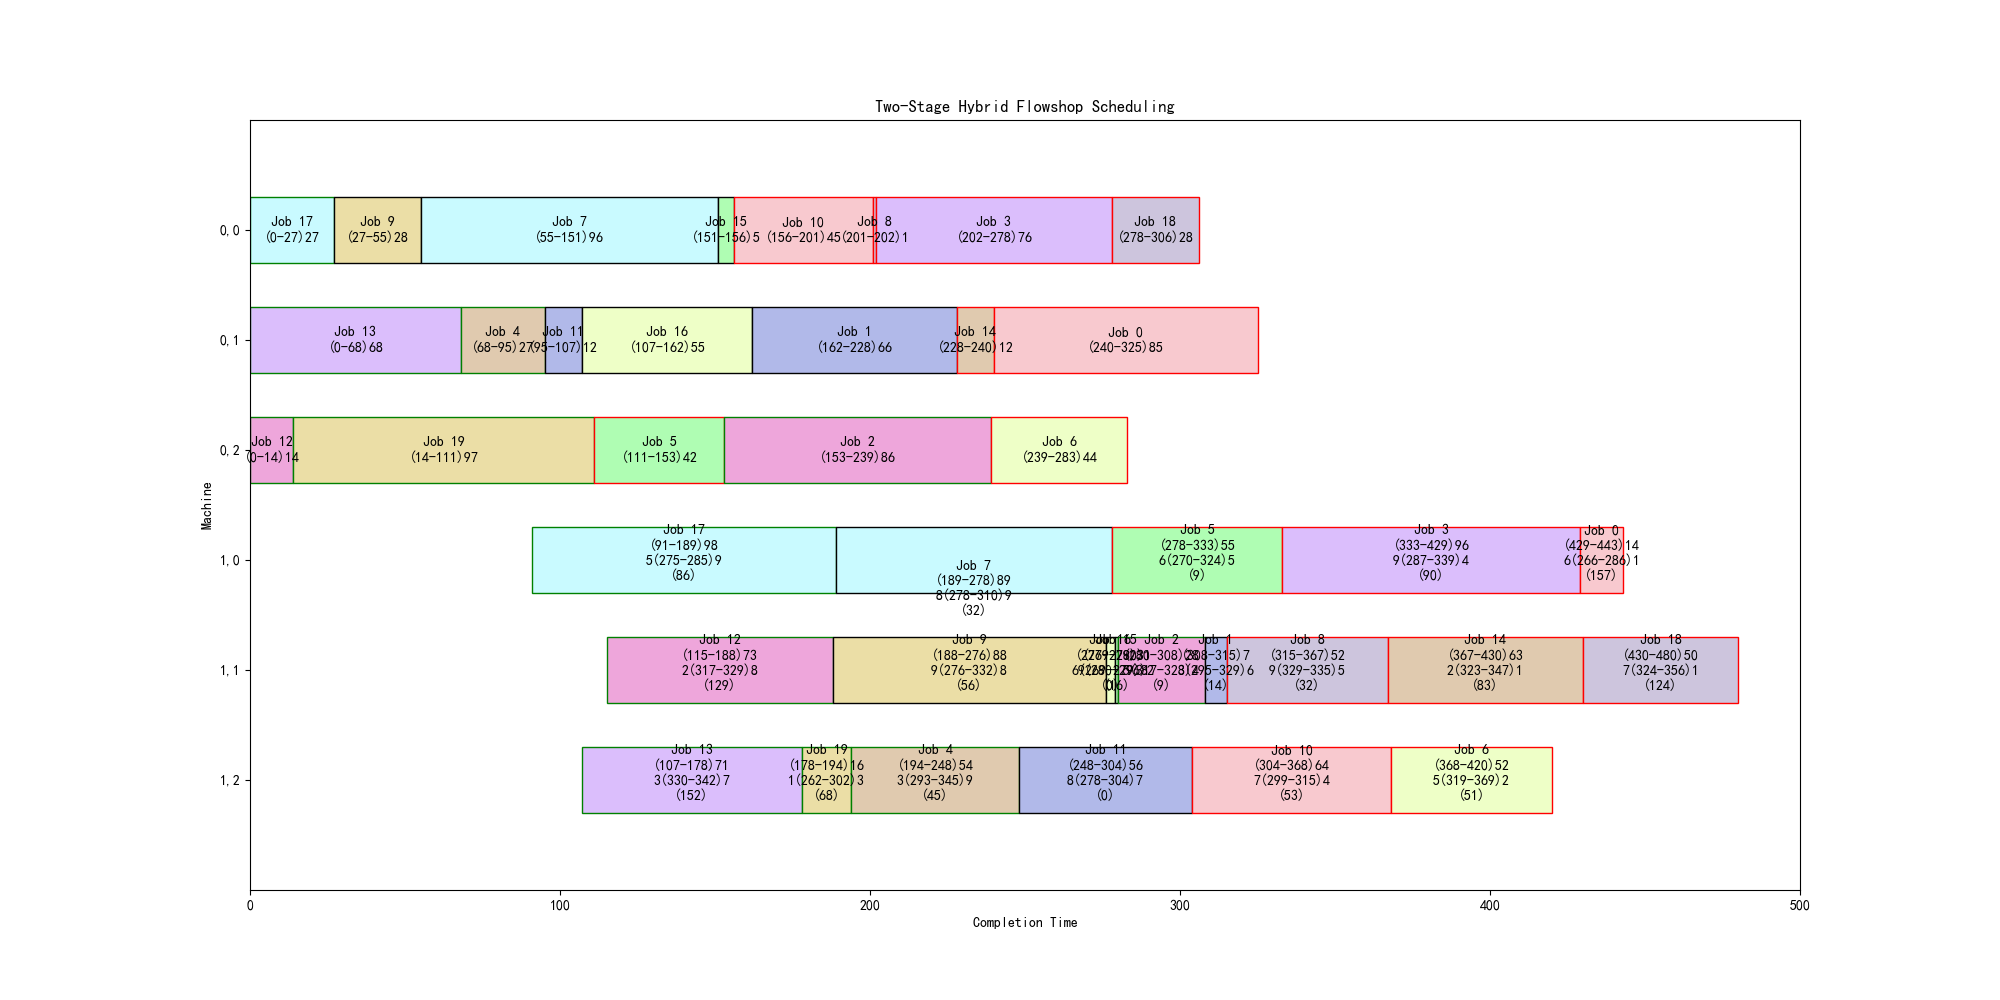 Two-Stage Hybrid Flowshop Scheduling
0,0
Job 17
(0-27)27
Job 9
(27-55)28
Job 7
(55-151)96
Job 15
(151-156)5
Job 10
(156-201)45
Job 8
(201-202)1
Job 3
(202-278)76
Job 18
(278-306)28
0,1
Job 13
(0-68)68
Job 4
(68-95)27
Job 11
(95-107)12
Job 16
(107-162)55
Job 1
(162-228)66
Job 14
(228-240)12
Job 0
(240-325)85
0,2
Job 12
(0-14)14
Job 19
(14-111)97
Job 5
(111-153)42
Job 2
(153-239)86
Job 6
(239-283)44
Machine
1,0
Job 17
(91-189)98
5(275-285)9
(86)
Job 7
(189-278)89
8(278-310)9
(32)
Job 5
(278-333)55
6(270-324)5
(9)
Job 3
(333-429)96
9(287-339)4
(90)
Job 0
(429-443)14
6(266-286)1
(157)
1,1
Job 12
(115-188)73
2(317-329)8
(129)
Job 9
(188-276)88
9(276-332)8
(56)
Job 2
(9)
Job 1
(308-315)7
(14)
Job 8
(315-367)52
9(329-335)5
(32)
Job 14
(367-430)63
2(323-347)1
(83)
Job 18
(430-480)50
7(324-356)1
(124)
1,2
Job 13
(107-178)71
3(330-342)7
(152)
Job 19
(178-194)16
1(262-302)3
(68)
Job 4
(194-248)54
3(293-345)9
(45)
Job 11
(248-304)56
8(278-304)7
(0)
Job 10
(304-368)64
7(299-315)4
(53)
Job 6
(368-420)52
5(319-369)2
(51)
0
100
200
300
400
500
Completion Time